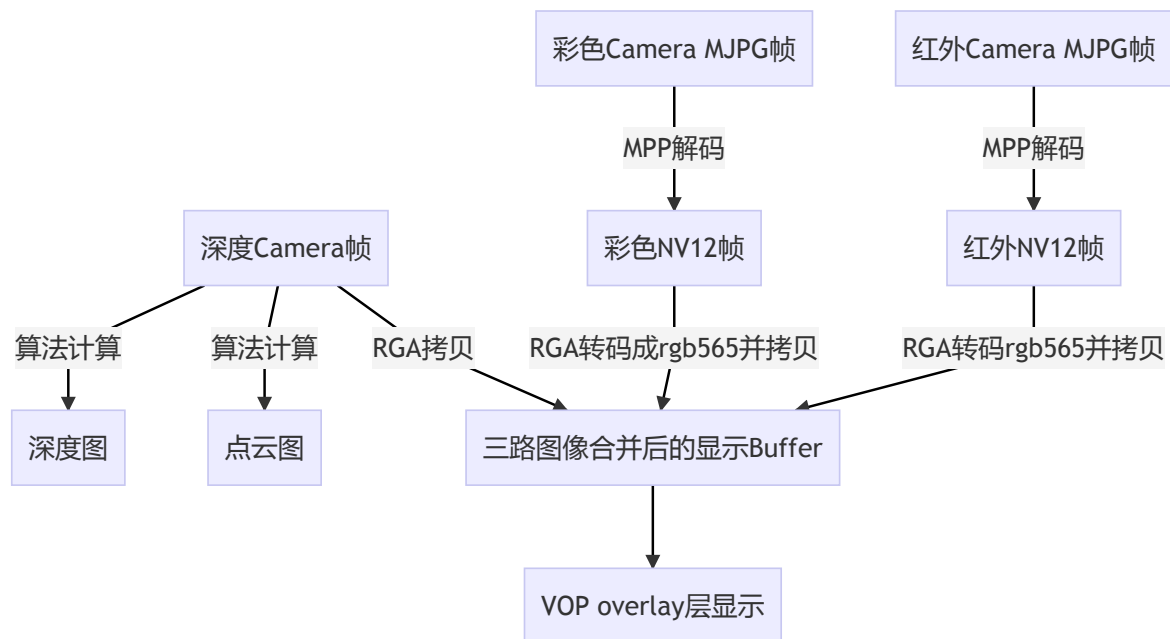 彩色Camera MJPG帧
红外Camera MJPG帧
MPP解码
MPP解码
深度Camera帧
彩色NV12帧
红外NV12帧
算法计算
算法计算
RGA拷贝
RGA转码成rgb565并拷贝
RGA转码rgb565并拷贝
深度图
点云图
三路图像合并后的显示Buffer
VOP overlay层显示